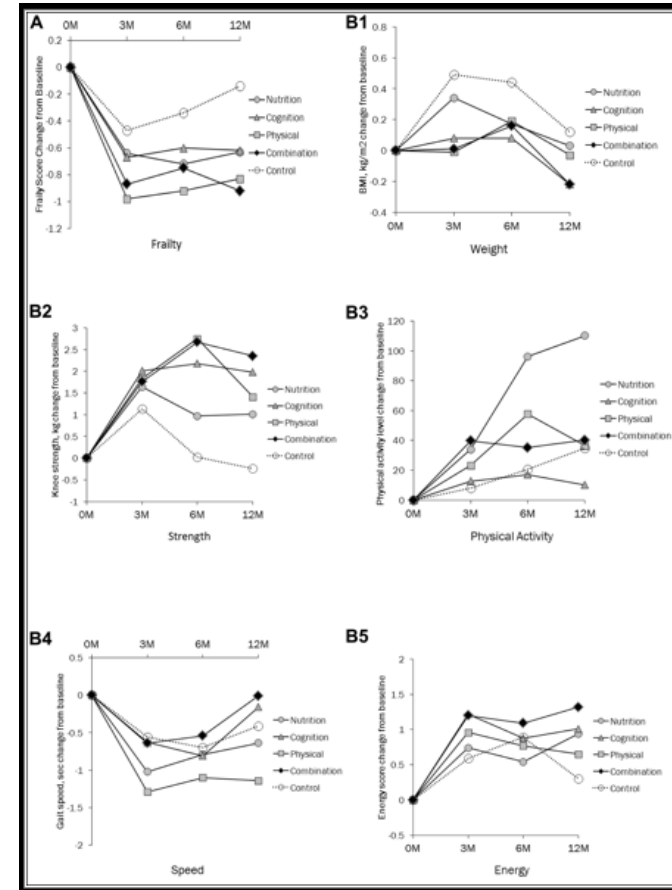 A
0M 3M 6M 12M
0.2
0
-0.2
-0.4
-0.6
-0.8
-1
-1.2
Fraily Score Change from Baseline
Nutrition
Cognition
Physical
Combination
Control
Frailty
B1
BMI, kg/m2 change from baseline
0.8
0.6
0.4
0.2
0
-0.2
-0.4
0M 3M 6M 12M
Nutrition
Cognition
Physical
Combination
Control
Weight
B2
Knee strength, kg change from baseline
3
2.5
2
1.5
1
0.5
0
-0.5
-1
0M 3M 6M 12M
Nutrition
Cognition
Physical
Combination
Control
Strength
B3
Physical activity level change from baseline
120
100
80
60
40
20
0
0M 3M 6M 12M
Nutrition
Cognition
Physical
Combination
Control
Physical Activity
B4
0M 3M 6M 12M
0.5
0
-0.5
-1
-1.5
-2
Gait speed, sec change from baseline
Nutrition
Cognition
Physical
Combination
Control
Speed
B5
Energy score change from baseline
2
1.5
1
0.5
0
-0.5
0M 3M 6M 12M
Nutrition
Cognition
Physical
Combination
Control
Energy